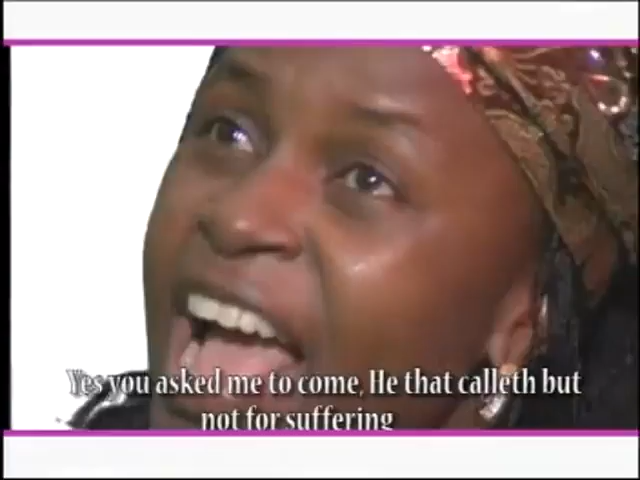 Yes you asked me to come, He that calleth but
not for suffering